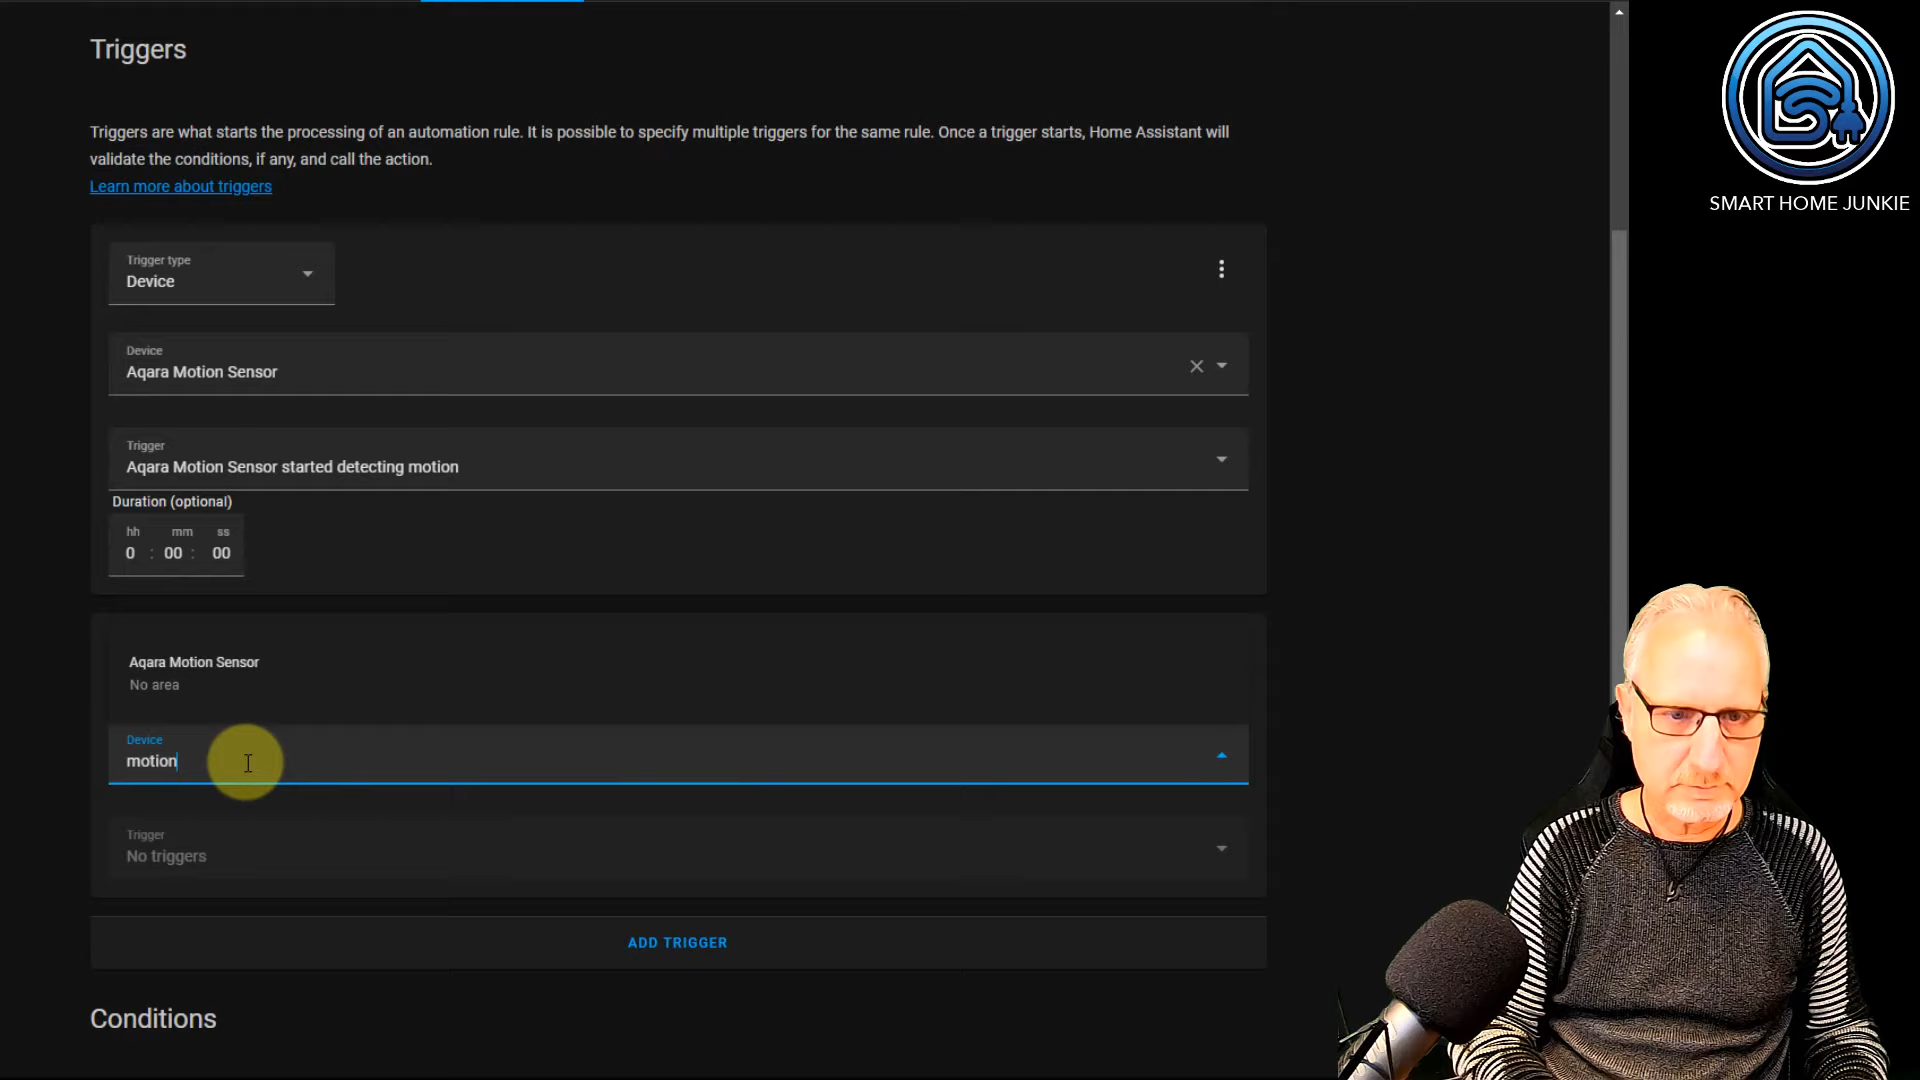 Triggers
Triggers are what starts the processing of an automation rule. It is possible to specify multiple triggers for the same rule. Once a trigger starts, Home Assistant will
validate the conditions, if any, and call the action.
Learn more about triggers
Trigger type
Device
Device
Aqara Motion Sensor
Trigger
Aqara Motion Sensor started detecting motion
Duration (optional)
hh mm ss
0 : 00 : 00
Aqara Motion Sensor
No area
Device
motion
Trigger
No triggers
ADD TRIGGER
Conditions
SMART HOME JUNKIE